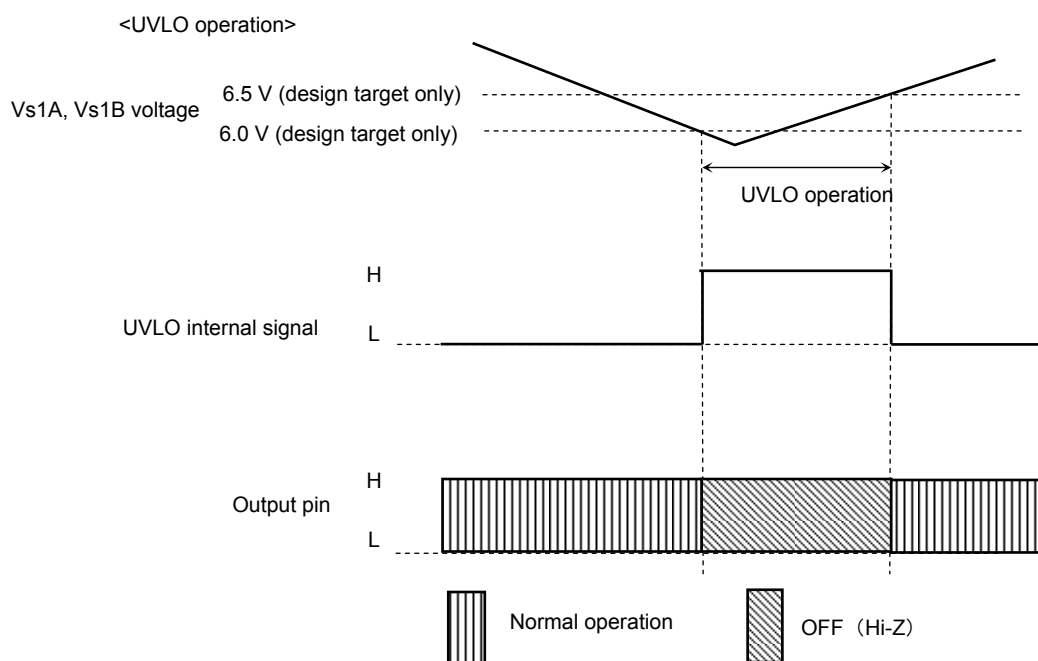 <UVLO operation>
6.5 V (design target only)
Vs1A, Vs1B voltage
6.0 V (design target only)
UVLO operation
H
UVLO internal signal
L
H
Output pin
L
Normal operation
OFF（Hi-Z）